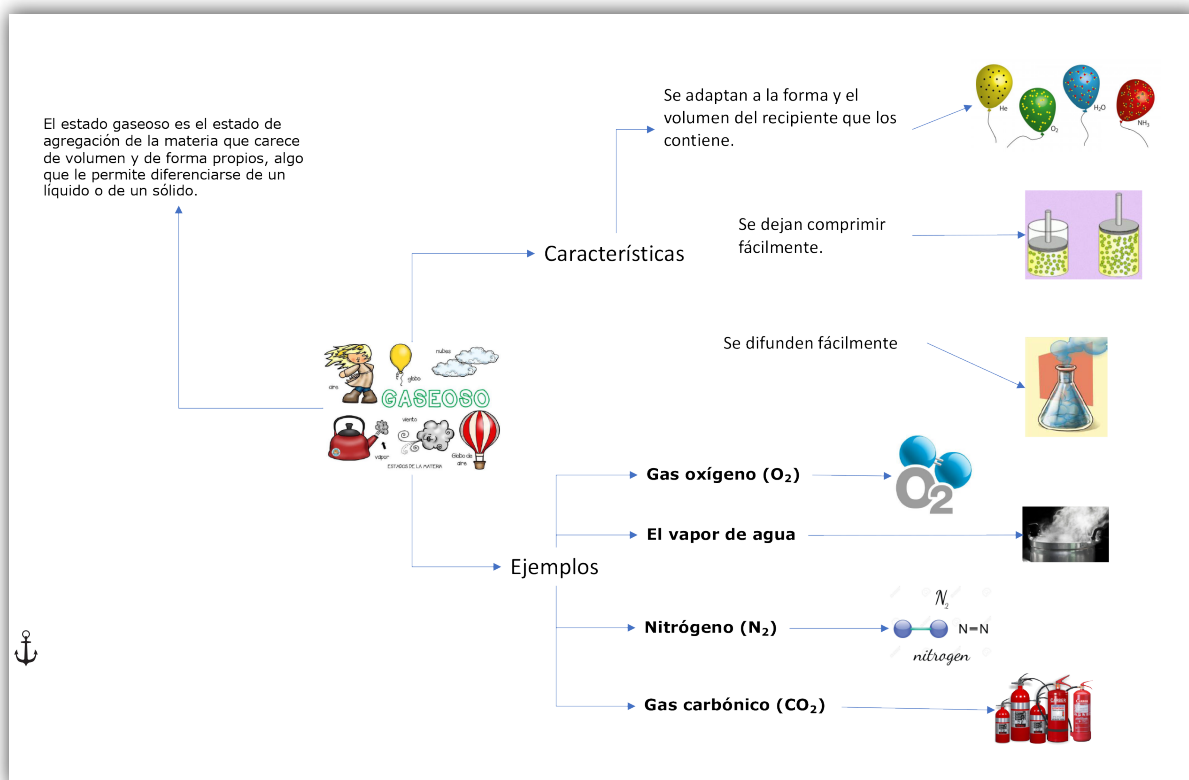 El estado gaseoso es el estado de
agregación de la materia que carece
de volumen y de forma propios, algo
que le permite diferenciarse de un
líquido o de un sólido.
Se adaptan a la forma y el
volumen del recipiente que los
contiene.
He
O₂
H₂O
NH₃
Se dejan comprimir
fácilmente.
Característicias
Se difunden fácilmente
aire
globo
nubes
GASEOSO
vapor
viento
Globo de
aire
ESTADOS DE LA MATERIA
Gas oxígeno (O₂)
O₂
El vapor de agua
Ejemplos
Nitrógeno (N₂)
N₂
N=N
nitrogen
Gas carbónico (CO₂)